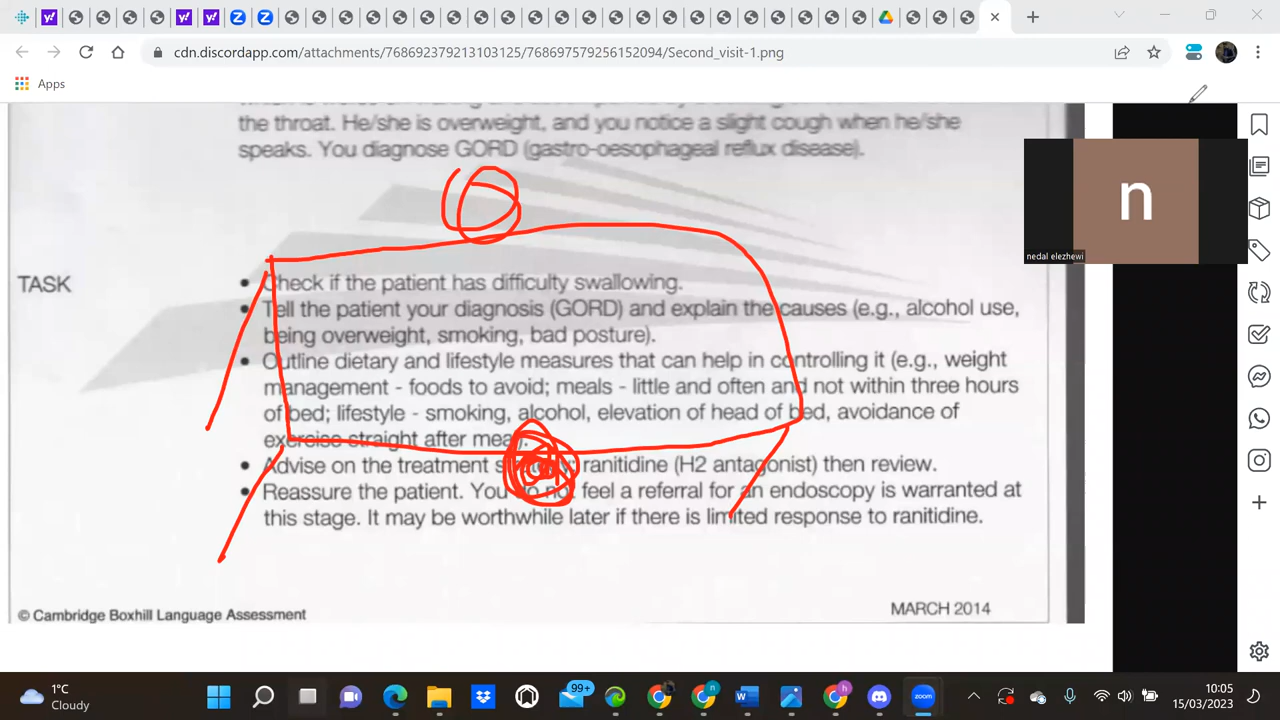 cdn.discordapp.com/attachments/768692379213103125/768697579256152094/Second_visit-1.png
Apps
the throat. He/she is overweight, and you notice a slight cough when he/she
speaks. You diagnose GORD (gastro-oesophageal reflux disease).
n
nedal elezhewi
TASK
• Check if the patient has difficulty swallowing.
• Tell the patient your diagnosis (GORD) and explain the causes (e.g., alcohol use,
being overweight, smoking, bad posture).
• Outline dietary and lifestyle measures that can help in controlling it (e.g., weight
management - foods to avoid; meals - little and often and not within three hours
of bed; lifestyle - smoking, alcohol, elevation of head of bed, avoidance of
exercise straight after meal).
• Advise on the treatment ranitidine (H2 antagonist) then review.
• Reassure the patient. You do not feel a referral for an endoscopy is warranted at
this stage. It may be worthwhile later if there is limited response to ranitidine.
© Cambridge Boxhill Language Assessment
MARCH 2014
1°C
Cloudy
99+
zoom
10:05
15/03/2023